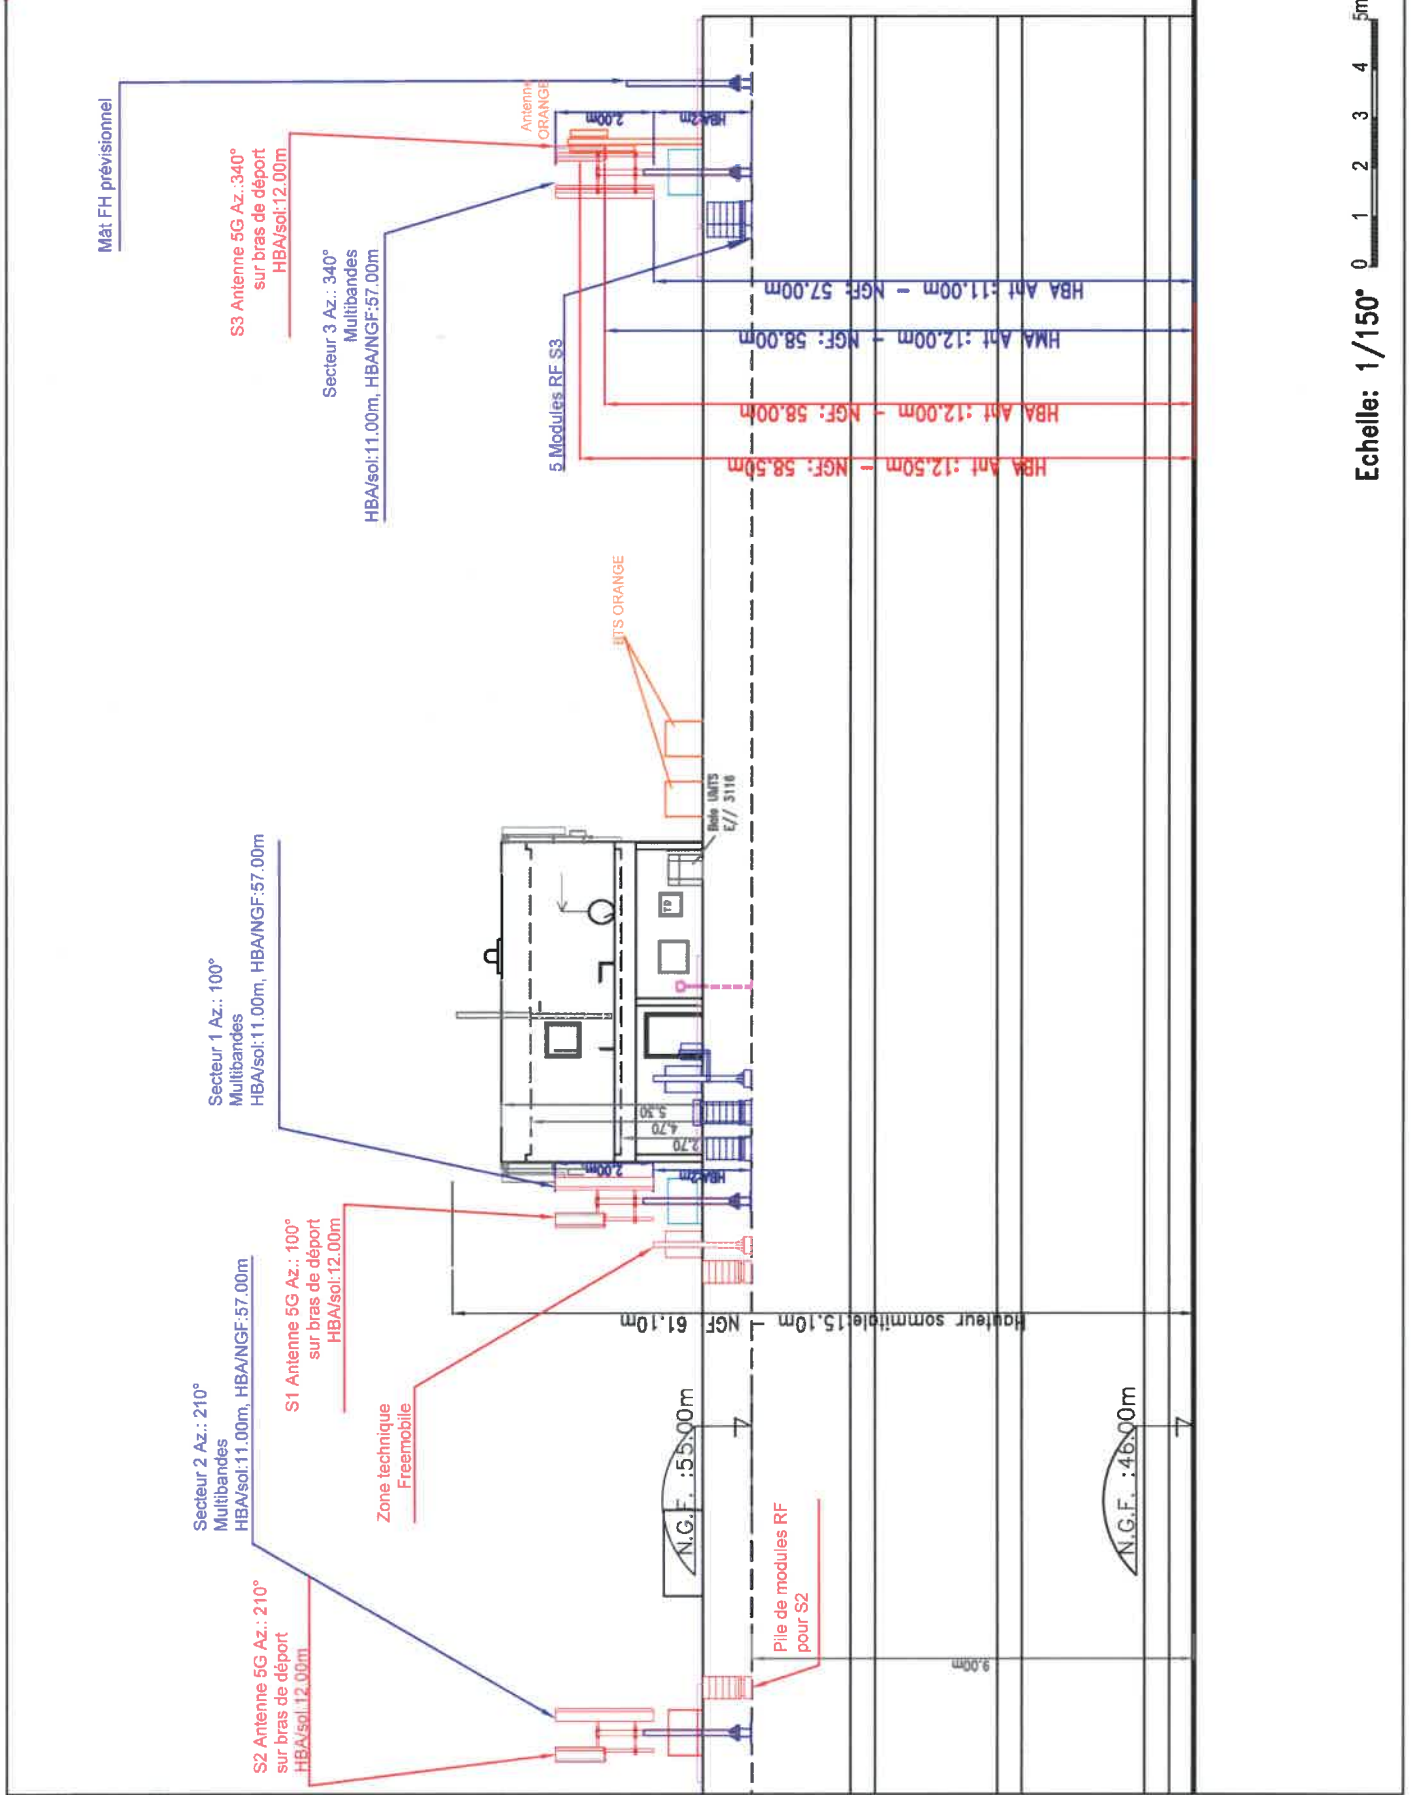 Mât FH prévisionnel
S3 Antenne 5G Az.:340°
sur bras de déport
HBA/sol:12.00m
Antenne
ORANGE
Secteur 3 Az.: 340°
Multibandes
HBA/sol:11.00m, HBA/NGF:57.00m
5 Modules RF S3
2.00m
HBA:2m
HBA Ant :11.00m - NGF: 57.00m
HMA Ant :12.00m - NGF: 58.00m
HBA Ant :12.00m - NGF: 58.00m
HBA Ant :12.50m - NGF: 58.50m
BTS ORANGE
Baie UMTS
E// 3116
TD
Secteur 1 Az.: 100°
Multibandes
HBA/sol:11.00m, HBA/NGF:57.00m
5.30
4.70
2.70
2.00m
HBA:2m
S1 Antenne 5G Az.: 100°
sur bras de déport
HBA/sol:12.00m
Zone technique
Freemobile
Hauteur sommitale:15.10m - NGF: 61.10m
Secteur 2 Az.: 210°
Multibandes
HBA/sol:11.00m, HBA/NGF:57.00m
S2 Antenne 5G Az.: 210°
sur bras de déport
HBA/sol:12.00m
N.G.F. :55.00m
N.G.F. :46.00m
Pile de modules RF
pour S2
9.00m
Echelle: 1/150°
0 1 2 3 4 5m